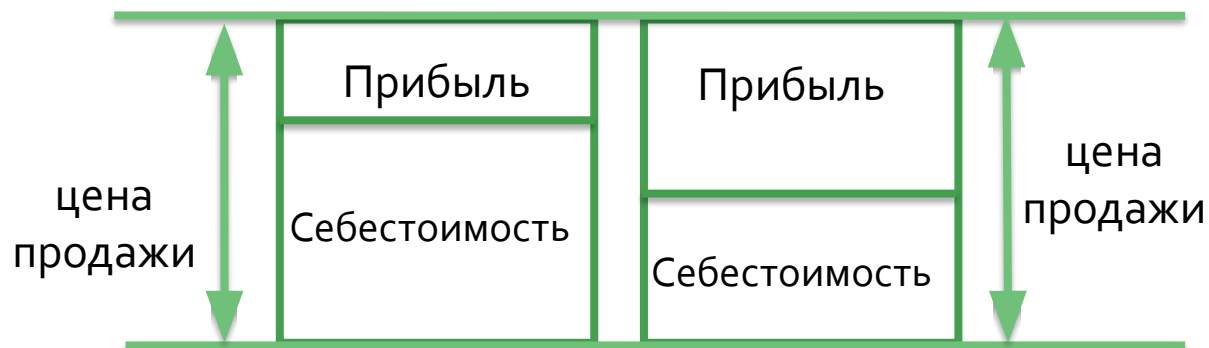 цена
продажи
Прибыль
Себестоимость
Прибыль
Себестоимость
цена
продажи